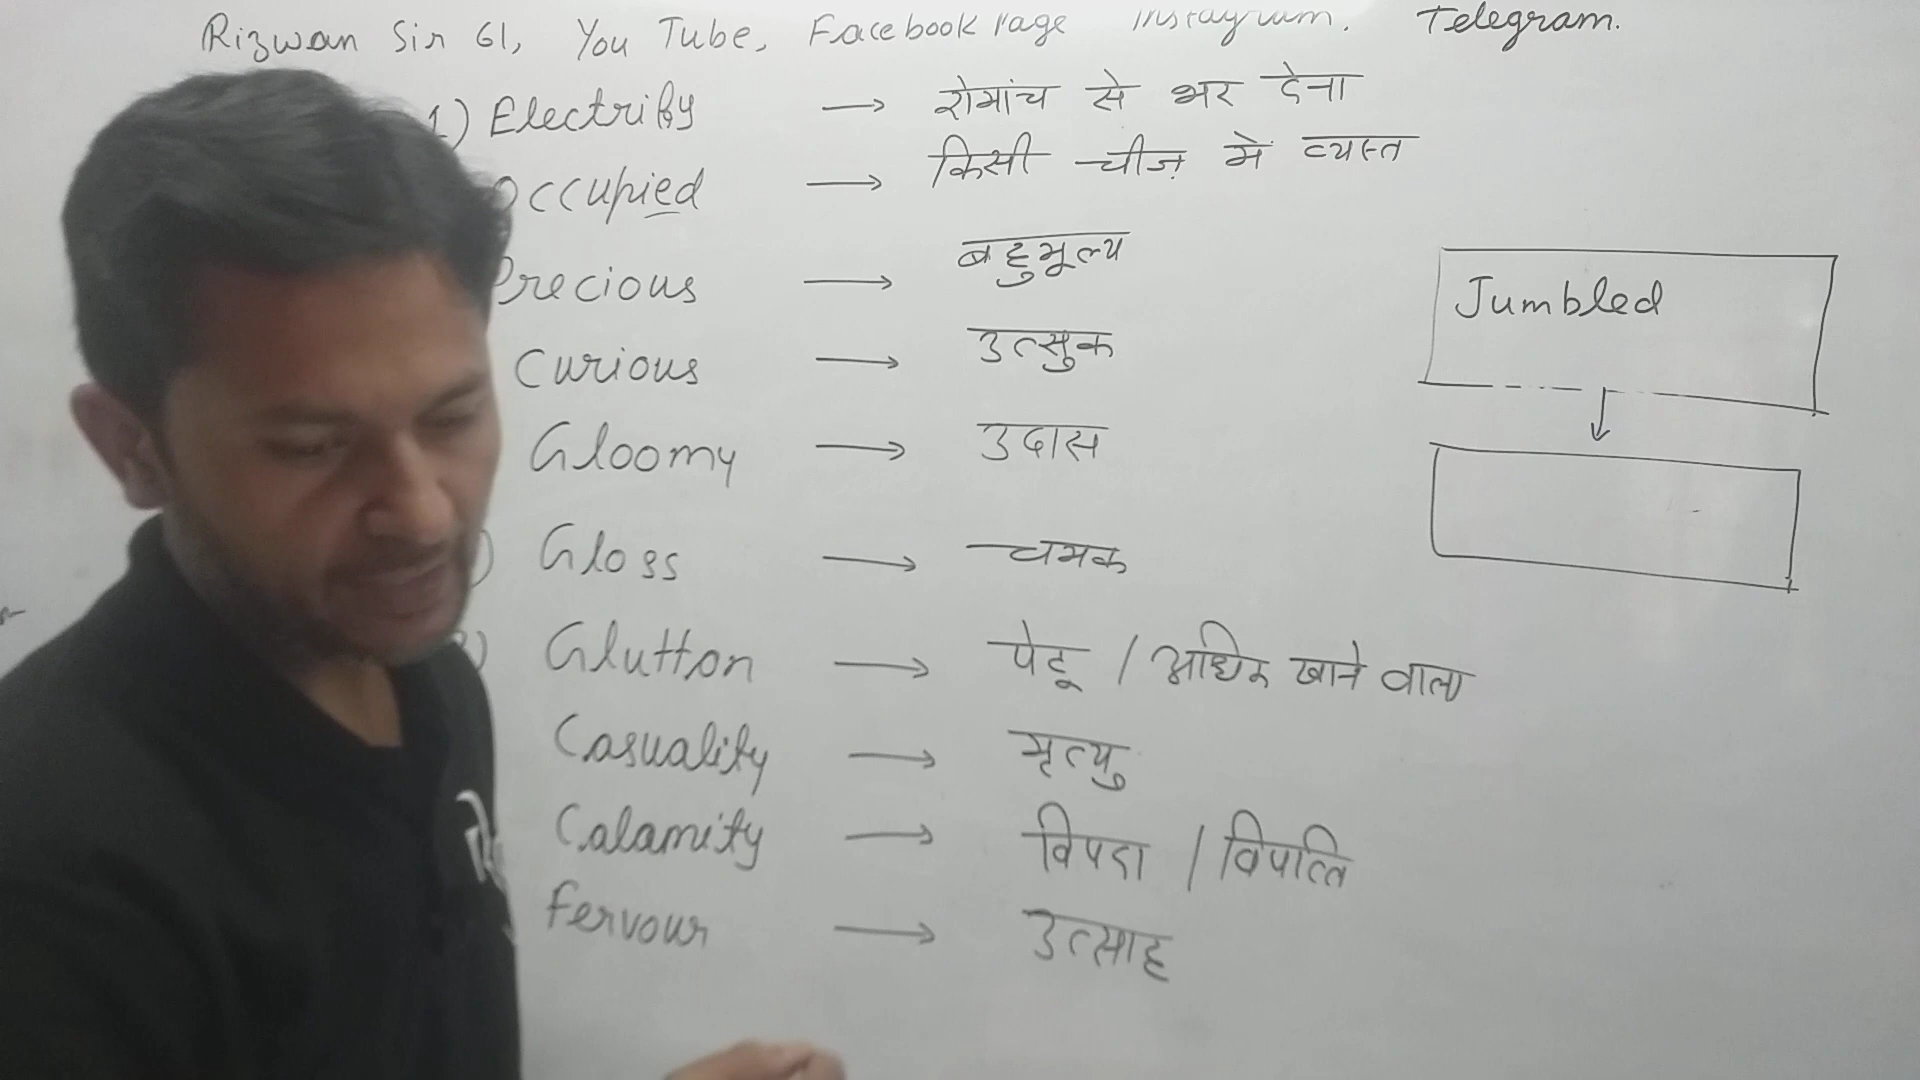 Rizwan Sir 61, You Tube, Facebook Page Instagram. Telegram.
1) Electrify → रोमांच से भर देना
Occupied → किसी चीज़ में व्यस्त
Precious → बहुमूल्य
Curious → उत्सुक
Gloomy → उदास
) Gloss → चमक
) Glutton → पेटू / अधिक खाने वाला
Casuality → मृत्यु
Calamity → विपदा / विपत्ति
Fervour → उत्साह
Jumbled